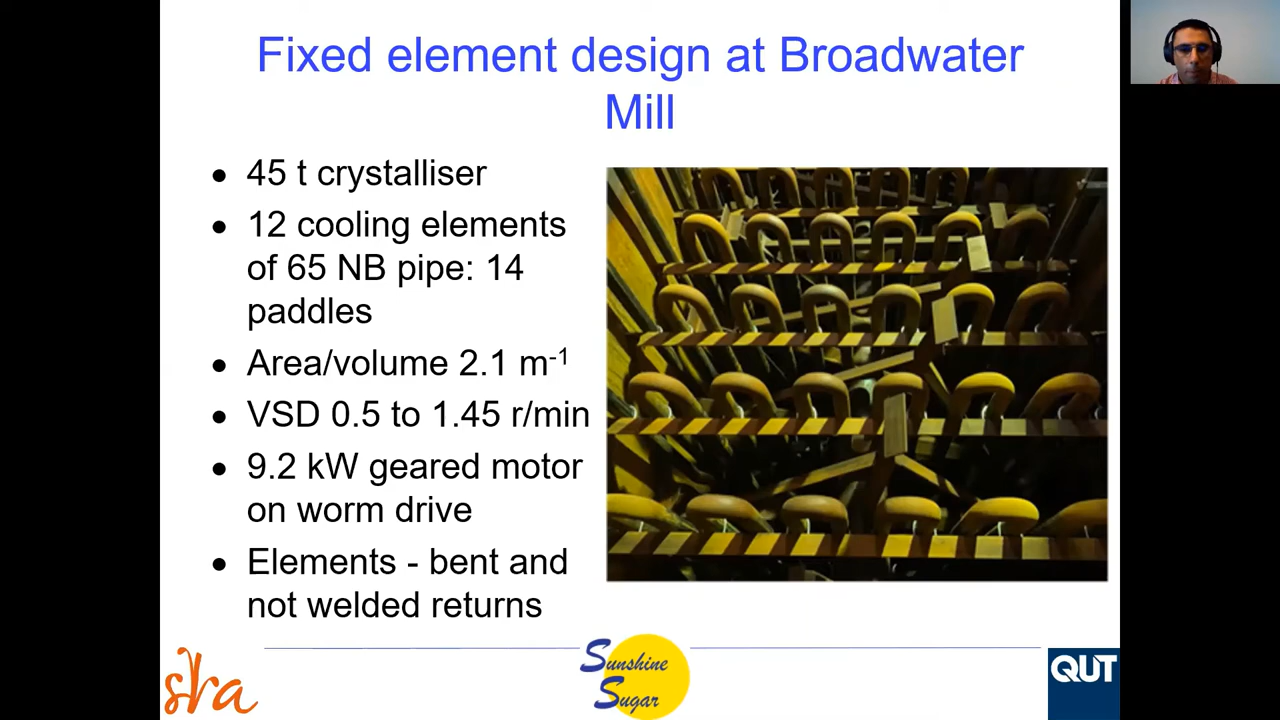 Fixed element design at Broadwater
Mill
• 45 t crystalliser
• 12 cooling elements
of 65 NB pipe: 14
paddles
• Area/volume 2.1 m-1
• VSD 0.5 to 1.45 r/min
• 9.2 kW geared motor
on worm drive
• Elements - bent and
not welded returns
sra
Sunshine
Sugar
QUT